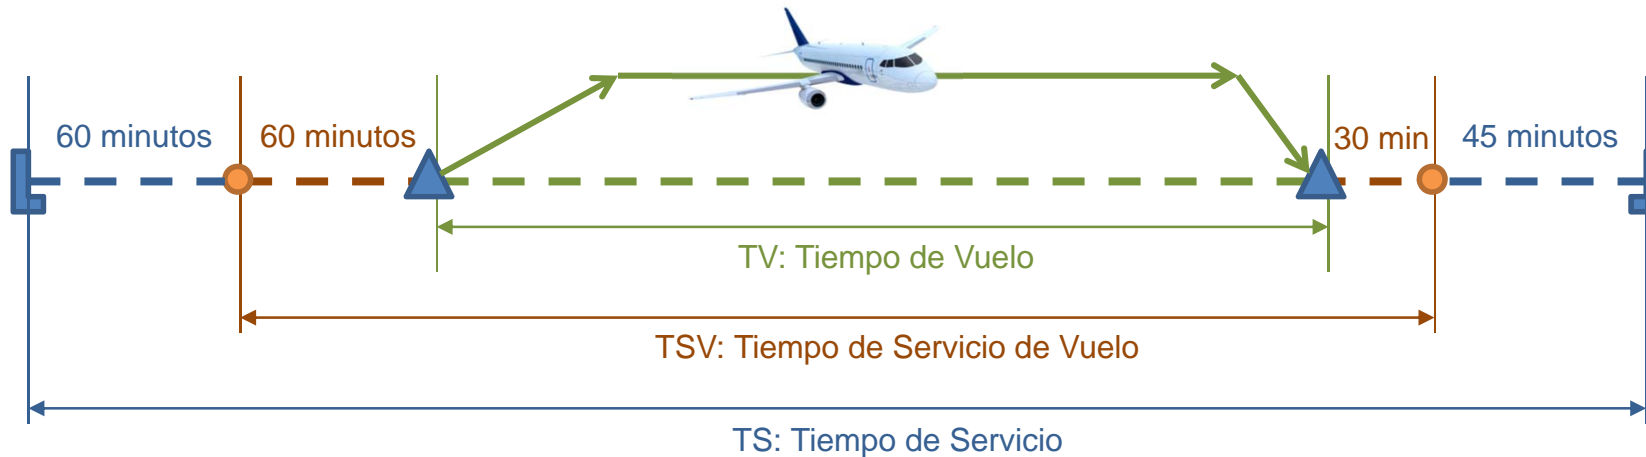 60 minutos
60 minutos
30 min
45 minutos
TV: Tiempo de Vuelo
TSV: Tiempo de Servicio de Vuelo
TS: Tiempo de Servicio